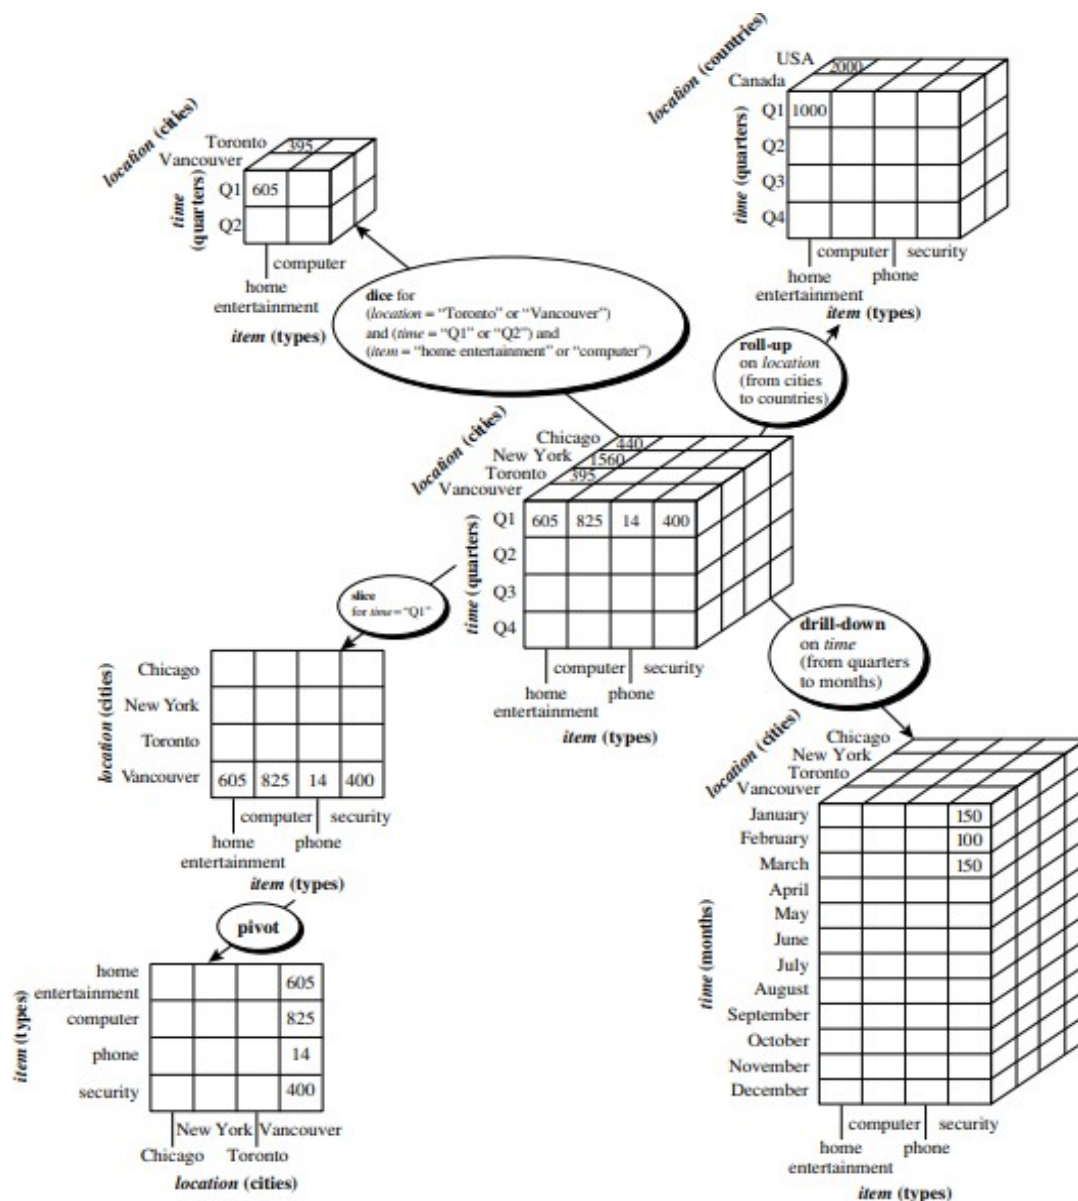 location (countries)
USA
Canada
2000
time (quarters)
Q1 1000
Q2
Q3
Q4
computer security
home entertainment
phone
item (types)
location (cities)
Toronto
Vancouver
395
time (quarters)
Q1 605
Q2
computer
home entertainment
item (types)
dice for
(location = “Toronto” or “Vancouver”)
and (time = “Q1” or “Q2”) and
(item = “home entertainment” or “computer”)
roll-up
on location
(from cities
to countries)
location (cities)
Chicago 440
New York 1560
Toronto 395
Vancouver
time (quarters)
Q1 605 825 14 400
Q2
Q3
Q4
computer security
home entertainment
phone
item (types)
slice
for time = “Q1”
drill-down
on time
(from quarters
to months)
location (cities)
Chicago
New York
Toronto
Vancouver 605 825 14 400
computer security
home entertainment
phone
item (types)
pivot
item (types)
home entertainment 605
computer 825
phone 14
security 400
New York Vancouver
Chicago Toronto
location (cities)
location (cities)
Chicago
New York
Toronto
Vancouver
time (months)
January 150
February 100
March 150
April
May
June
July
August
September
October
November
December
computer security
home entertainment
phone
item (types)